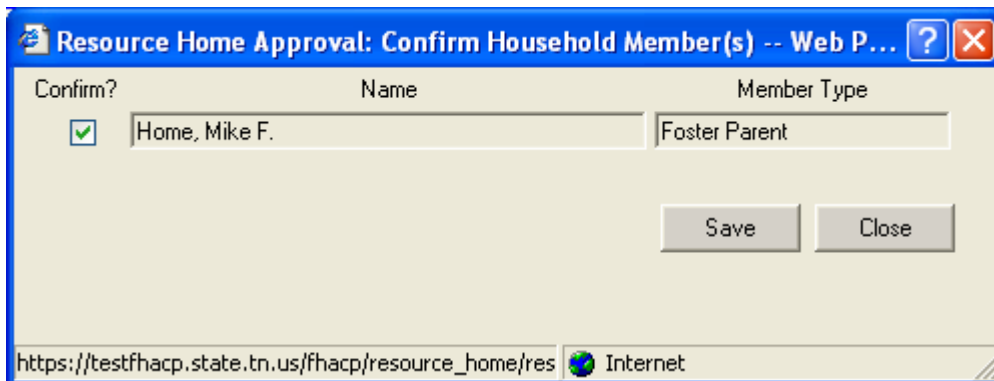 Resource Home Approval: Confirm Household Member(s) -- Web P...
Confirm? Name Member Type
Home, Mike F. Foster Parent
Save Close
https://testfhacp.state.tn.us/fhacp/resource_home/res Internet